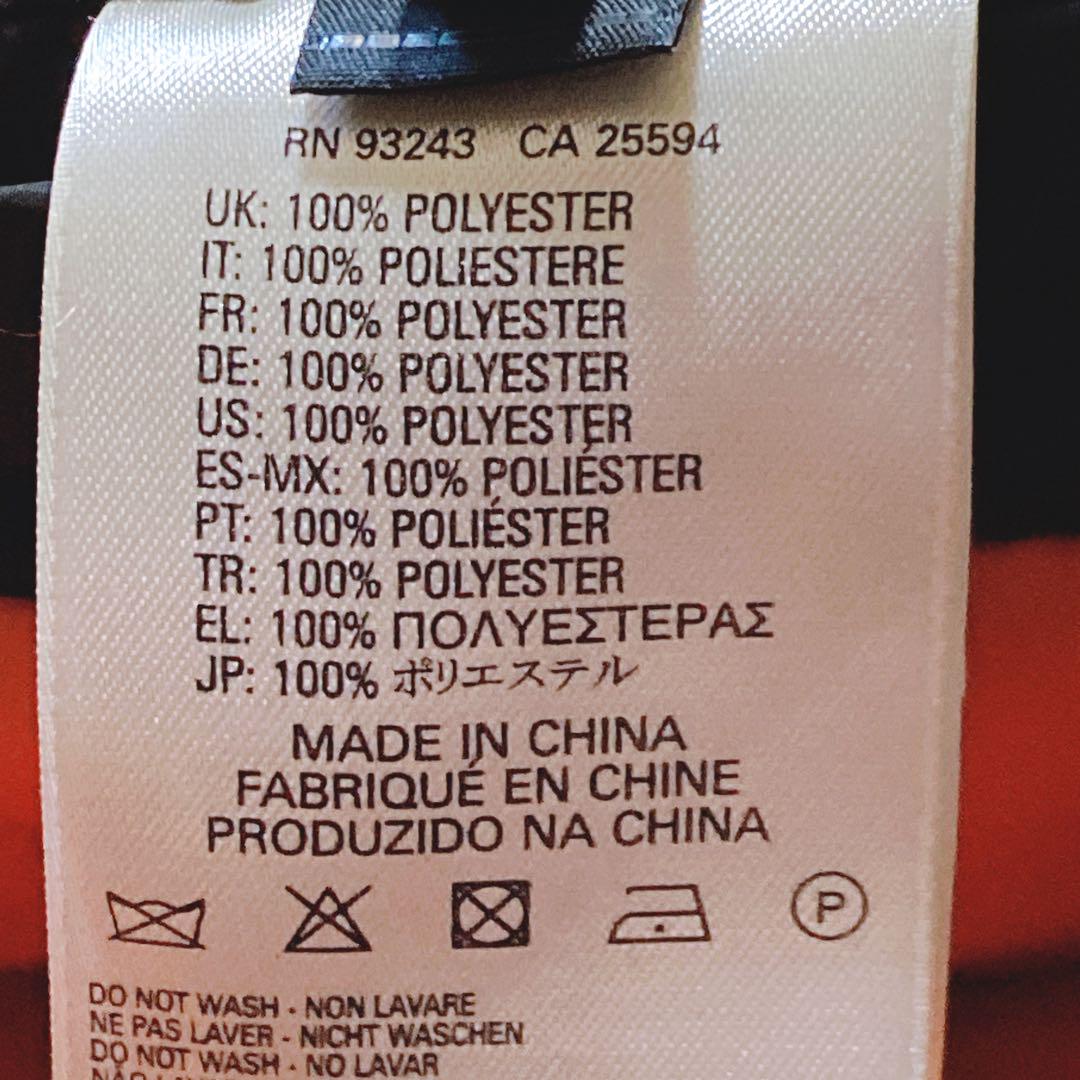 RN 93243 CA 25594
UK: 100% POLYESTER
IT: 100% POLIESTERE
FR: 100% POLYESTER
DE: 100% POLYESTER
US: 100% POLYESTER
ES-MX: 100% POLIÉSTER
PT: 100% POLIÉSTER
TR: 100% POLYESTER
EL: 100% ΠΟΛΥΕΣΤΕΡΑΣ
JP: 100% ポリエステル
MADE IN CHINA
FABRIQUÉ EN CHINE
PRODUZIDO NA CHINA
P
DO NOT WASH - NON LAVARE
NE PAS LAVER - NICHT WASCHEN
DO NOT WASH - NO LAVAR